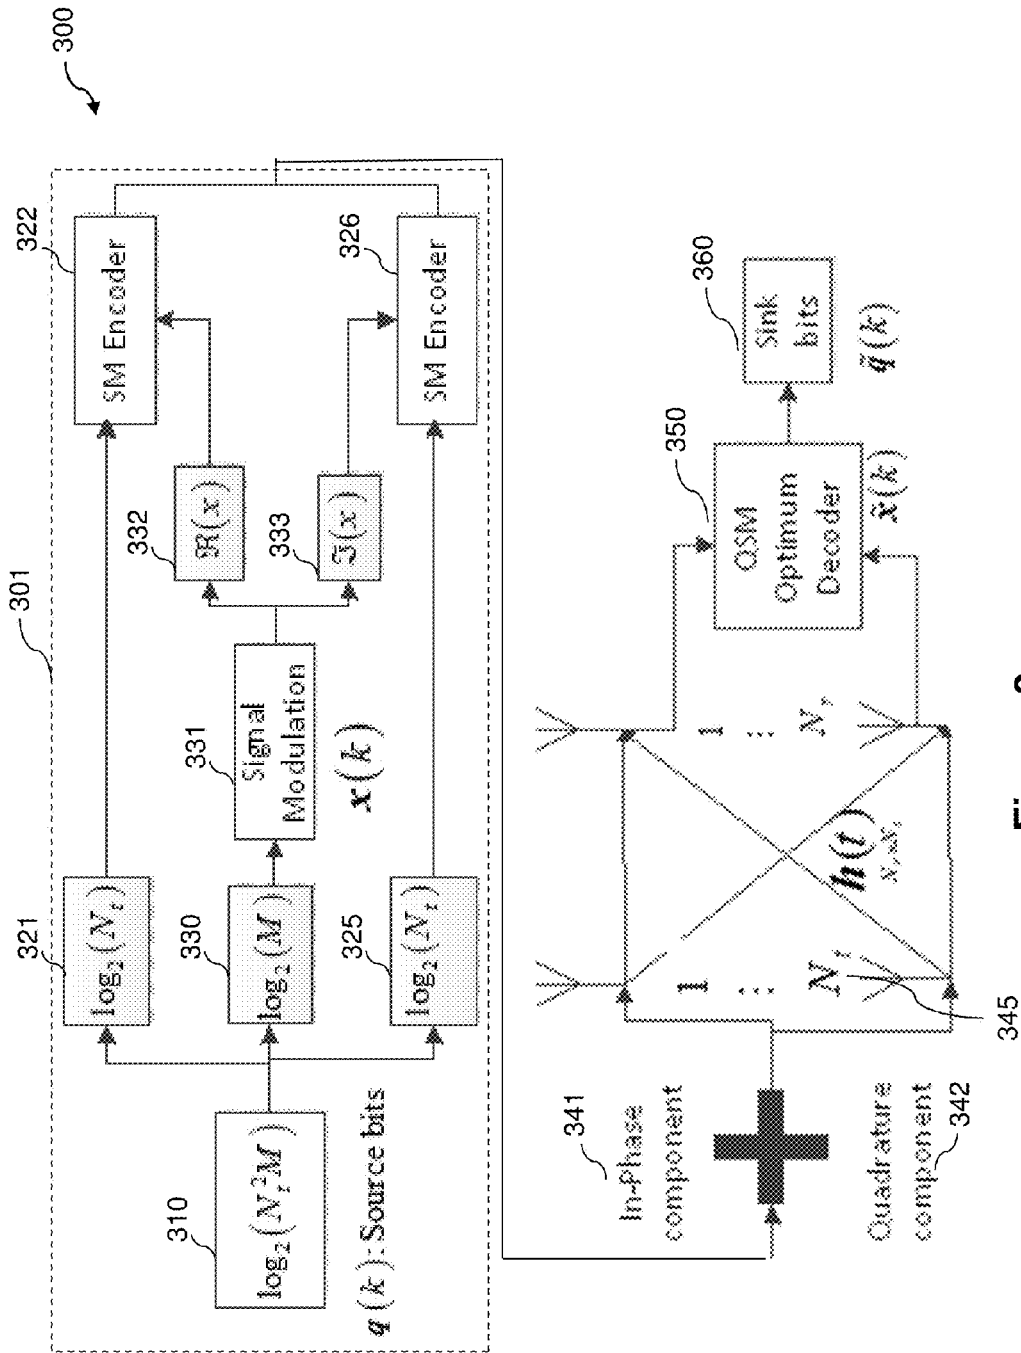 300
301
310
log₂(Nₜ²M)
q(k): Source bits
321
log₂(Nₜ)
330
log₂(M)
325
log₂(Nₜ)
331
Signal
Modulation
x(k)
332
ℜ(x)
333
ℑ(x)
322
SM Encoder
326
SM Encoder
341
In-Phase
component
Quadrature
component
342
1
⋮
Nₜ
345
h(t)
1
⋮
Nᵣ
350
QSM
Optimum
Decoder
x̃(k)
360
Sink
bits
q̃(k)